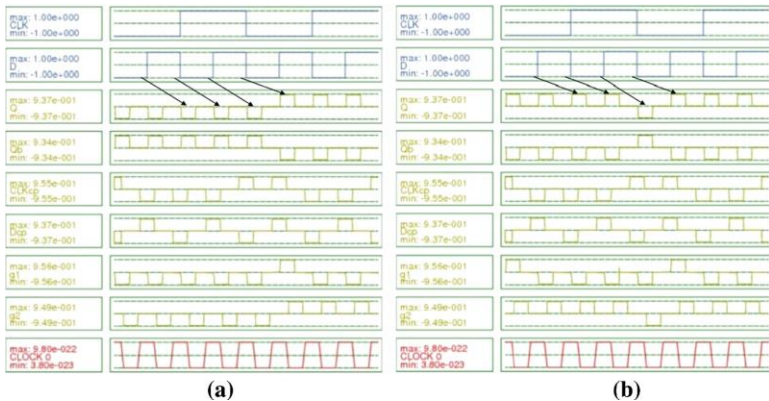 max: 1.00e+000
CLK
min: -1.00e+000
max: 1.00e+000
D
min: -1.00e+000
max: 9.37e-001
Q
min: -9.37e-001
max: 9.34e-001
Qb
min: -9.34e-001
max: 9.55e-001
CLKcp
min: -9.55e-001
max: 9.37e-001
Dcp
min: -9.37e-001
max: 9.56e-001
g1
min: -9.56e-001
max: 9.49e-001
g2
min: -9.49e-001
max: 9.80e-022
CLOCK 0
min: 3.80e-023
(a)
max: 1.00e+000
CLK
min: -1.00e+000
max: 1.00e+000
D
min: -1.00e+000
max: 9.37e-001
Q
min: -9.37e-001
max: 9.34e-001
Qb
min: -9.34e-001
max: 9.55e-001
CLKcp
min: -9.55e-001
max: 9.37e-001
Dcp
min: -9.37e-001
max: 9.56e-001
g1
min: -9.56e-001
max: 9.49e-001
g2
min: -9.49e-001
max: 9.80e-022
CLOCK 0
min: 3.80e-023
(b)